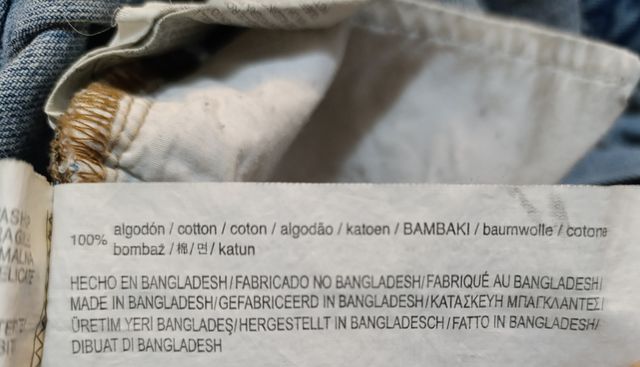 100% algodón / cotton / coton / algodão / katoen / ΒΑΜΒΑΚΙ / baumwolle / cotone
bombaž / 棉 / 면 / katun
HECHO EN BANGLADESH/FABRICADO NO BANGLADESH/FABRIQUÉ AU BANGLADESH/
MADE IN BANGLADESH/GEFABRICEERD IN BANGLADESH/ΚΑΤΑΣΚΕΥΗ ΜΠΑΓΚΛΑΝΤΕΣ/
ÜRETIM YERI BANGLADEŞ/HERGESTELLT IN BANGLADESCH/FATTO IN BANGLADESH/
DIBUAT DI BANGLADESH